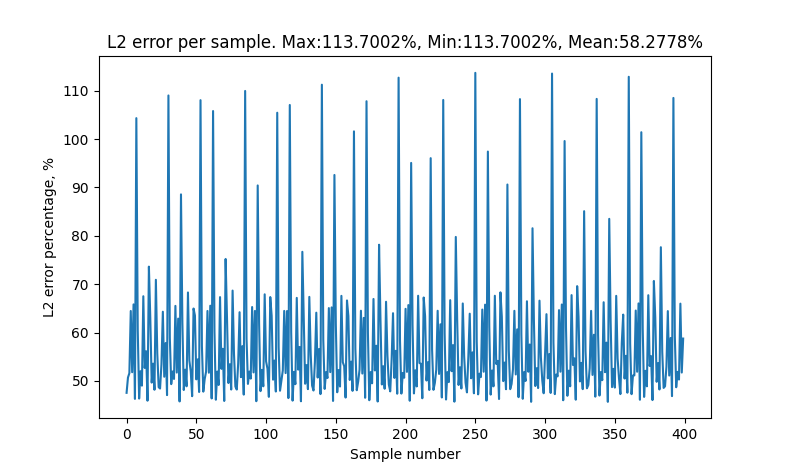 L2 error per sample. Max:113.7002%, Min:113.7002%, Mean:58.2778%
L2 error percentage, %
110
100
90
80
70
60
50
0 50 100 150 200 250 300 350 400
Sample number